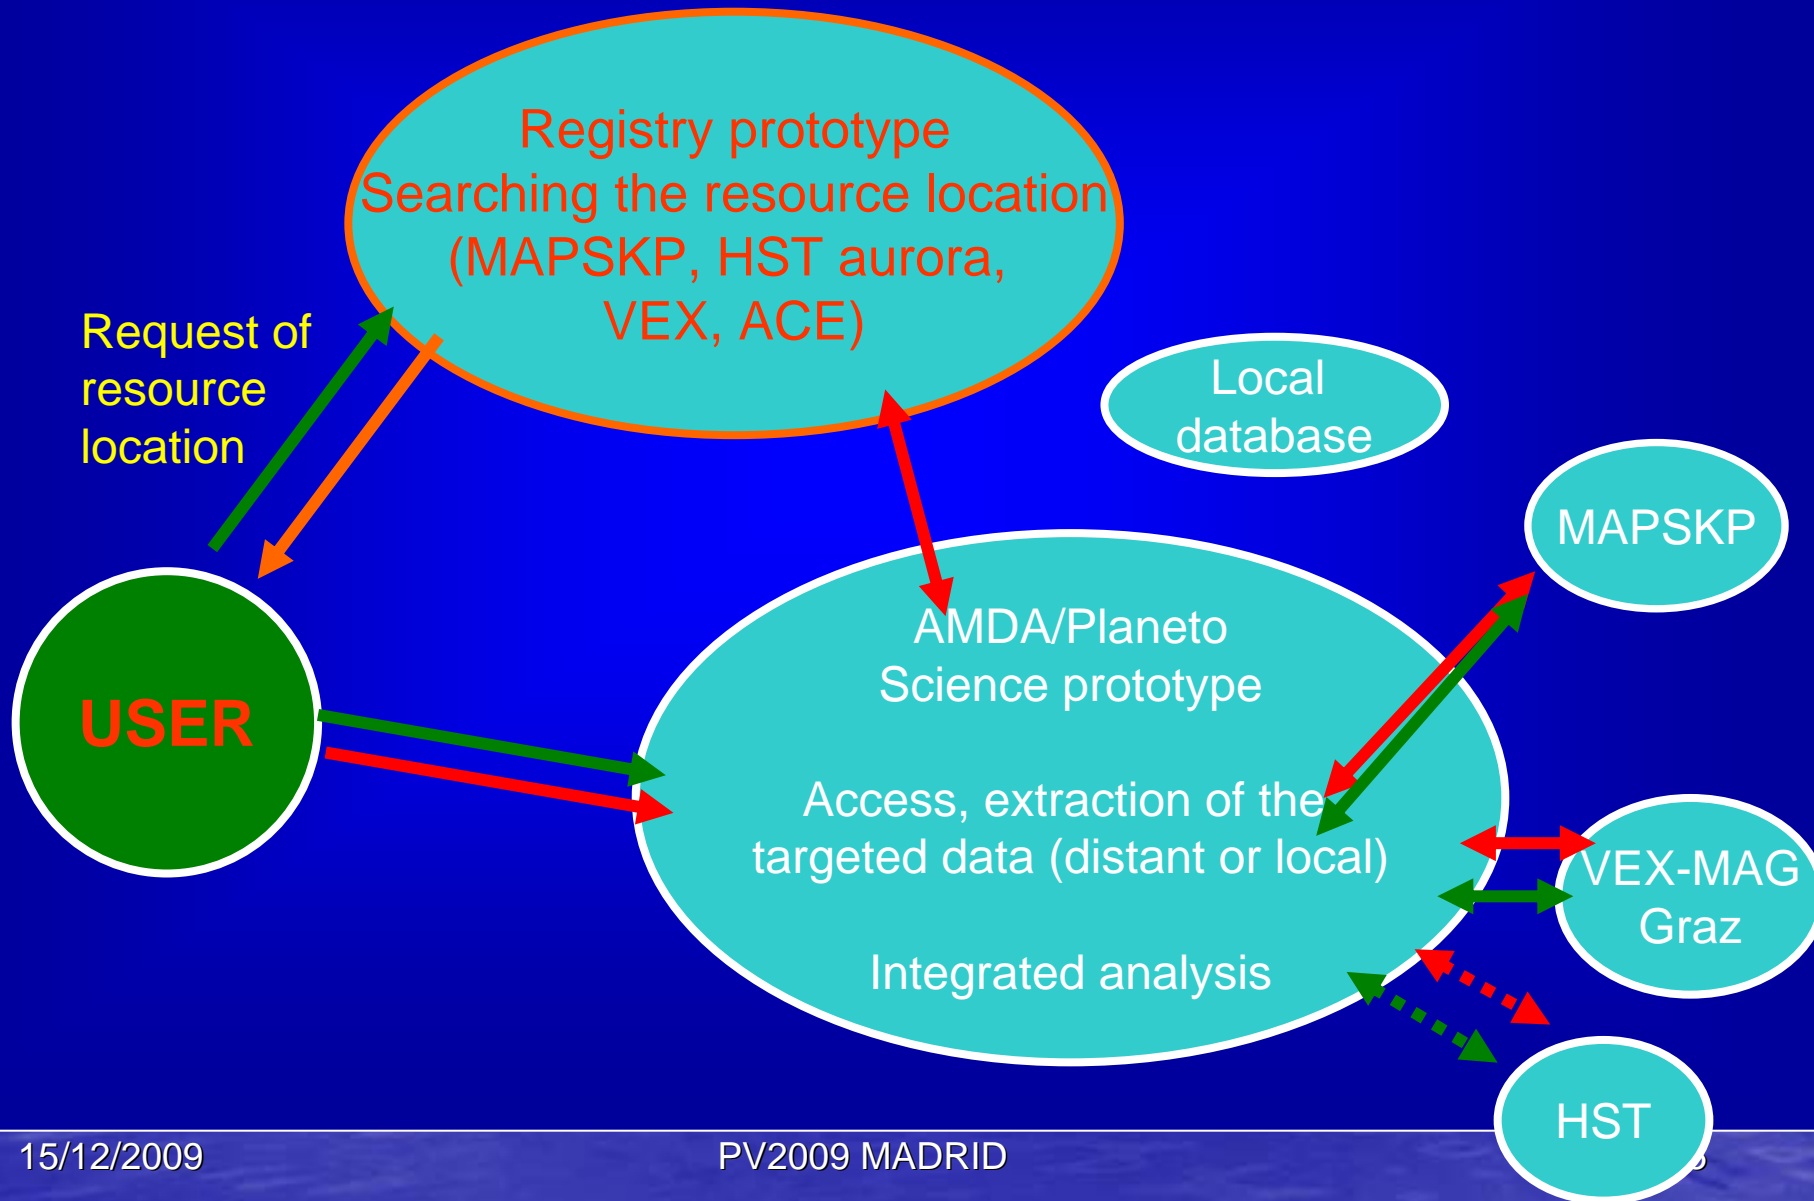 Registry prototype
Searching the resource location
(MAPSKP, HST aurora,
VEX, ACE)
Request of
resource
location
Local
database
MAPSKP
USER
AMDA/Planeto
Science prototype
Access, extraction of the
targeted data (distant or local)
Integrated analysis
VEX-MAG
Graz
HST
15/12/2009
PV2009 MADRID